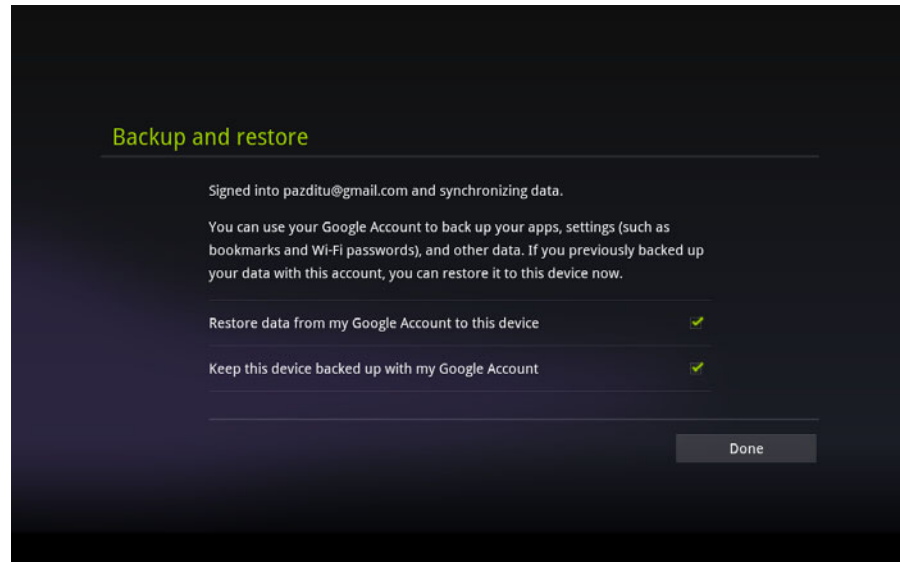 Backup and restore
Signed into pazditu@gmail.com and synchronizing data.
You can use your Google Account to back up your apps, settings (such as
bookmarks and Wi-Fi passwords), and other data. If you previously backed up
your data with this account, you can restore it to this device now.
Restore data from my Google Account to this device
Keep this device backed up with my Google Account
Done